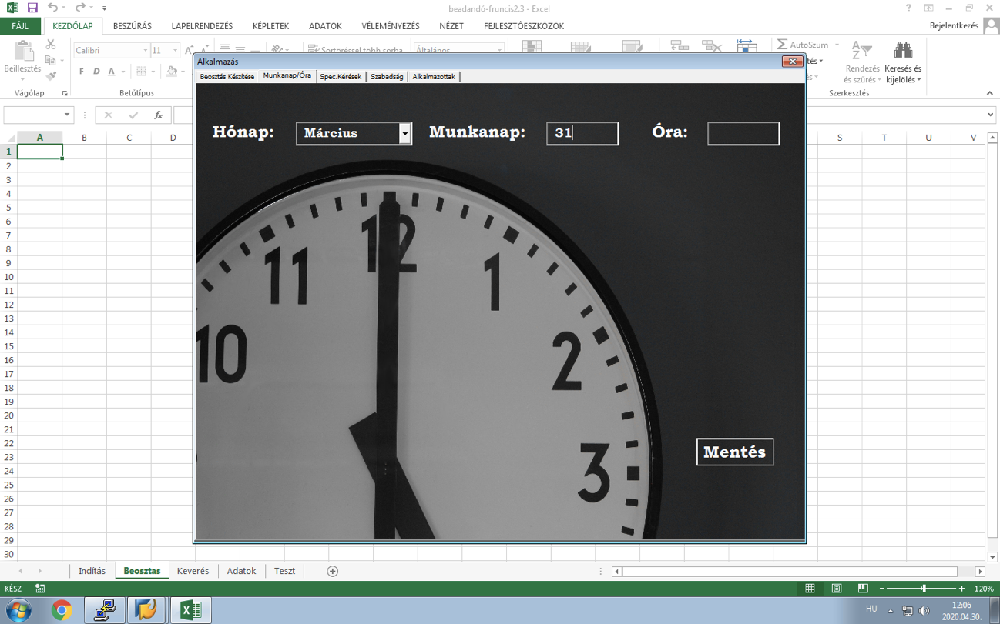 beadandó-fruncis2.3 - Excel
FÁJL KEZDŐLAP BESZÚRÁS LAPELRENDEZÉS KÉPLETEK ADATOK VÉLEMÉNYEZÉS NÉZET FEJLESZTŐESZKÖZÖK Bejelentkezés
Calibri 11 Sortöréssel több sorba Általános AutoSzum
Beillesztés
F D A
Rendezés és szűrés
Keresés és kijelölés
Vágólap Betűtípus Szerkesztés
Alkalmazás
Beosztás Készítése Munkanap/Óra Spec.Kérések Szabadság Alkalmazottak
Hónap: Március Munkanap: 31 Óra:
A B C D S T U V
1
2
3
4
5
6
7
8
9
10
11
12
13
14
15
16
17
18
19
20
21
22
23
24
25
26
27
28
29
30
10 11 12 1 2 3
Mentés
Indítás Beosztas Keverés Adatok Teszt
KÉSZ 120%
HU 12:06
2020.04.30.